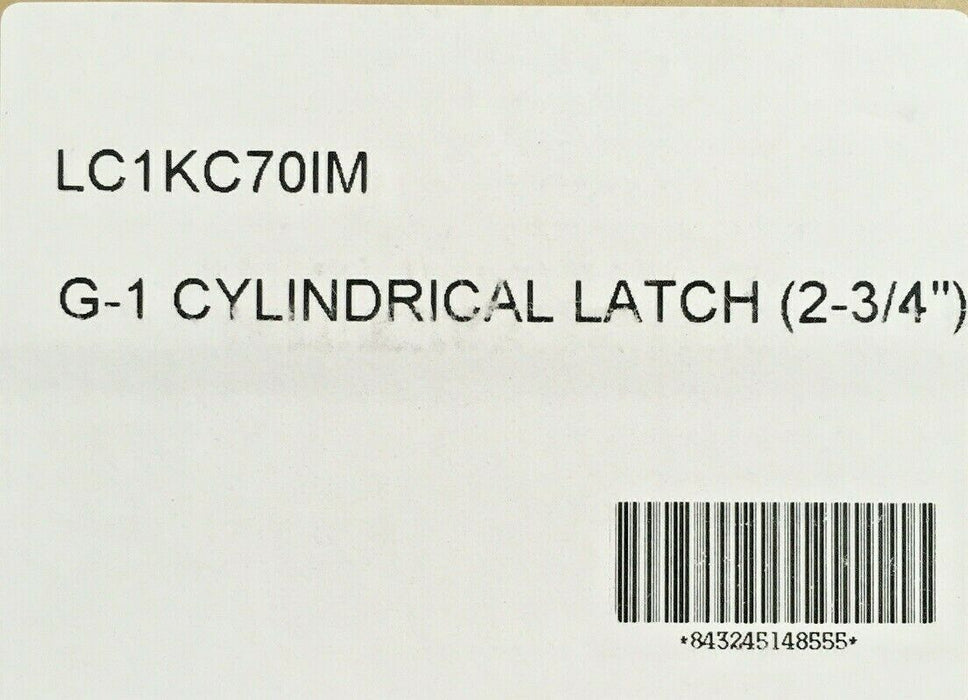 LC1KC70IM
G-1 CYLINDRICAL LATCH (2-3/4")
*843245148555*